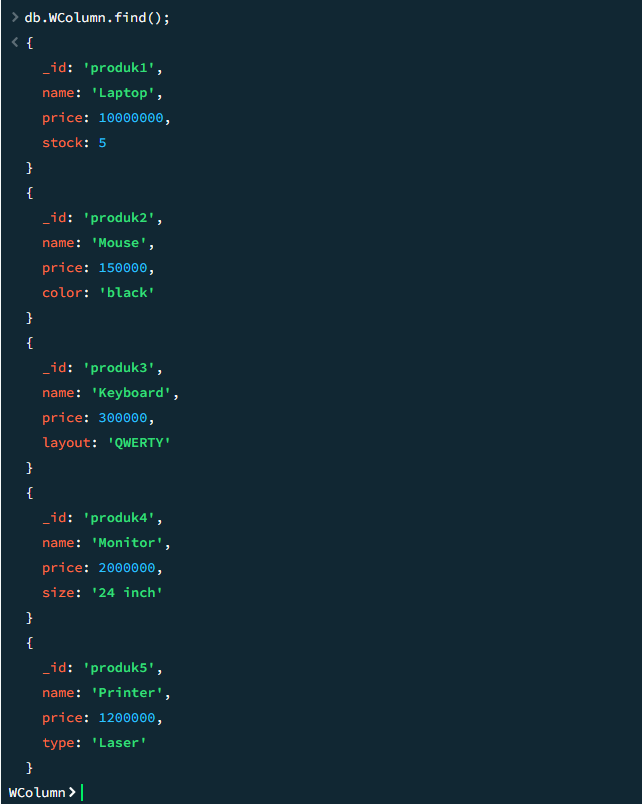 > db.WColumn.find();
< {
_id: 'produk1',
name: 'Laptop',
price: 10000000,
stock: 5
}
{
_id: 'produk2',
name: 'Mouse',
price: 150000,
color: 'black'
}
{
_id: 'produk3',
name: 'Keyboard',
price: 300000,
layout: 'QWERTY'
}
{
_id: 'produk4',
name: 'Monitor',
price: 2000000,
size: '24 inch'
}
{
_id: 'produk5',
name: 'Printer',
price: 1200000,
type: 'Laser'
}
WColumn>